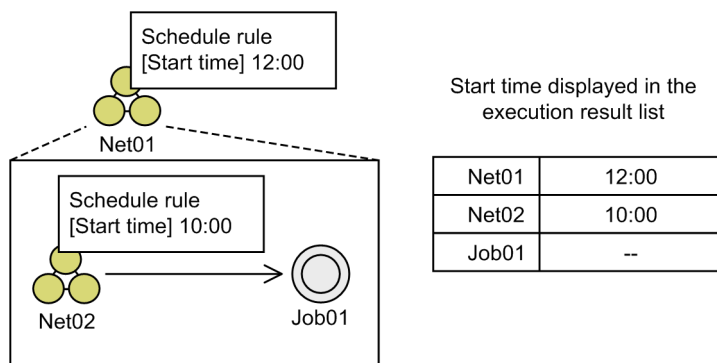 Schedule rule
[Start time] 12:00
Net01
Schedule rule
[Start time] 10:00
Net02
Job01
Start time displayed in the
execution result list
Net01 12:00
Net02 10:00
Job01 --